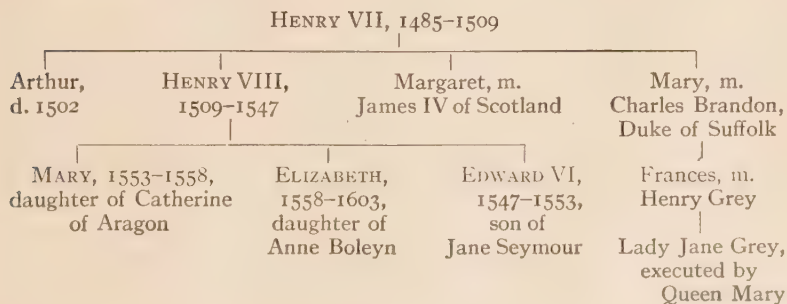 HENRY VII, 1485–1509
Arthur,
d. 1502
HENRY VIII,
1509–1547
Margaret, m.
James IV of Scotland
Mary, m.
Charles Brandon,
Duke of Suffolk
MARY, 1553–1558,
daughter of Catherine
of Aragon
ELIZABETH,
1558–1603,
daughter of
Anne Boleyn
EDWARD VI,
1547–1553,
son of
Jane Seymour
Frances, m.
Henry Grey
Lady Jane Grey,
executed by
Queen Mary